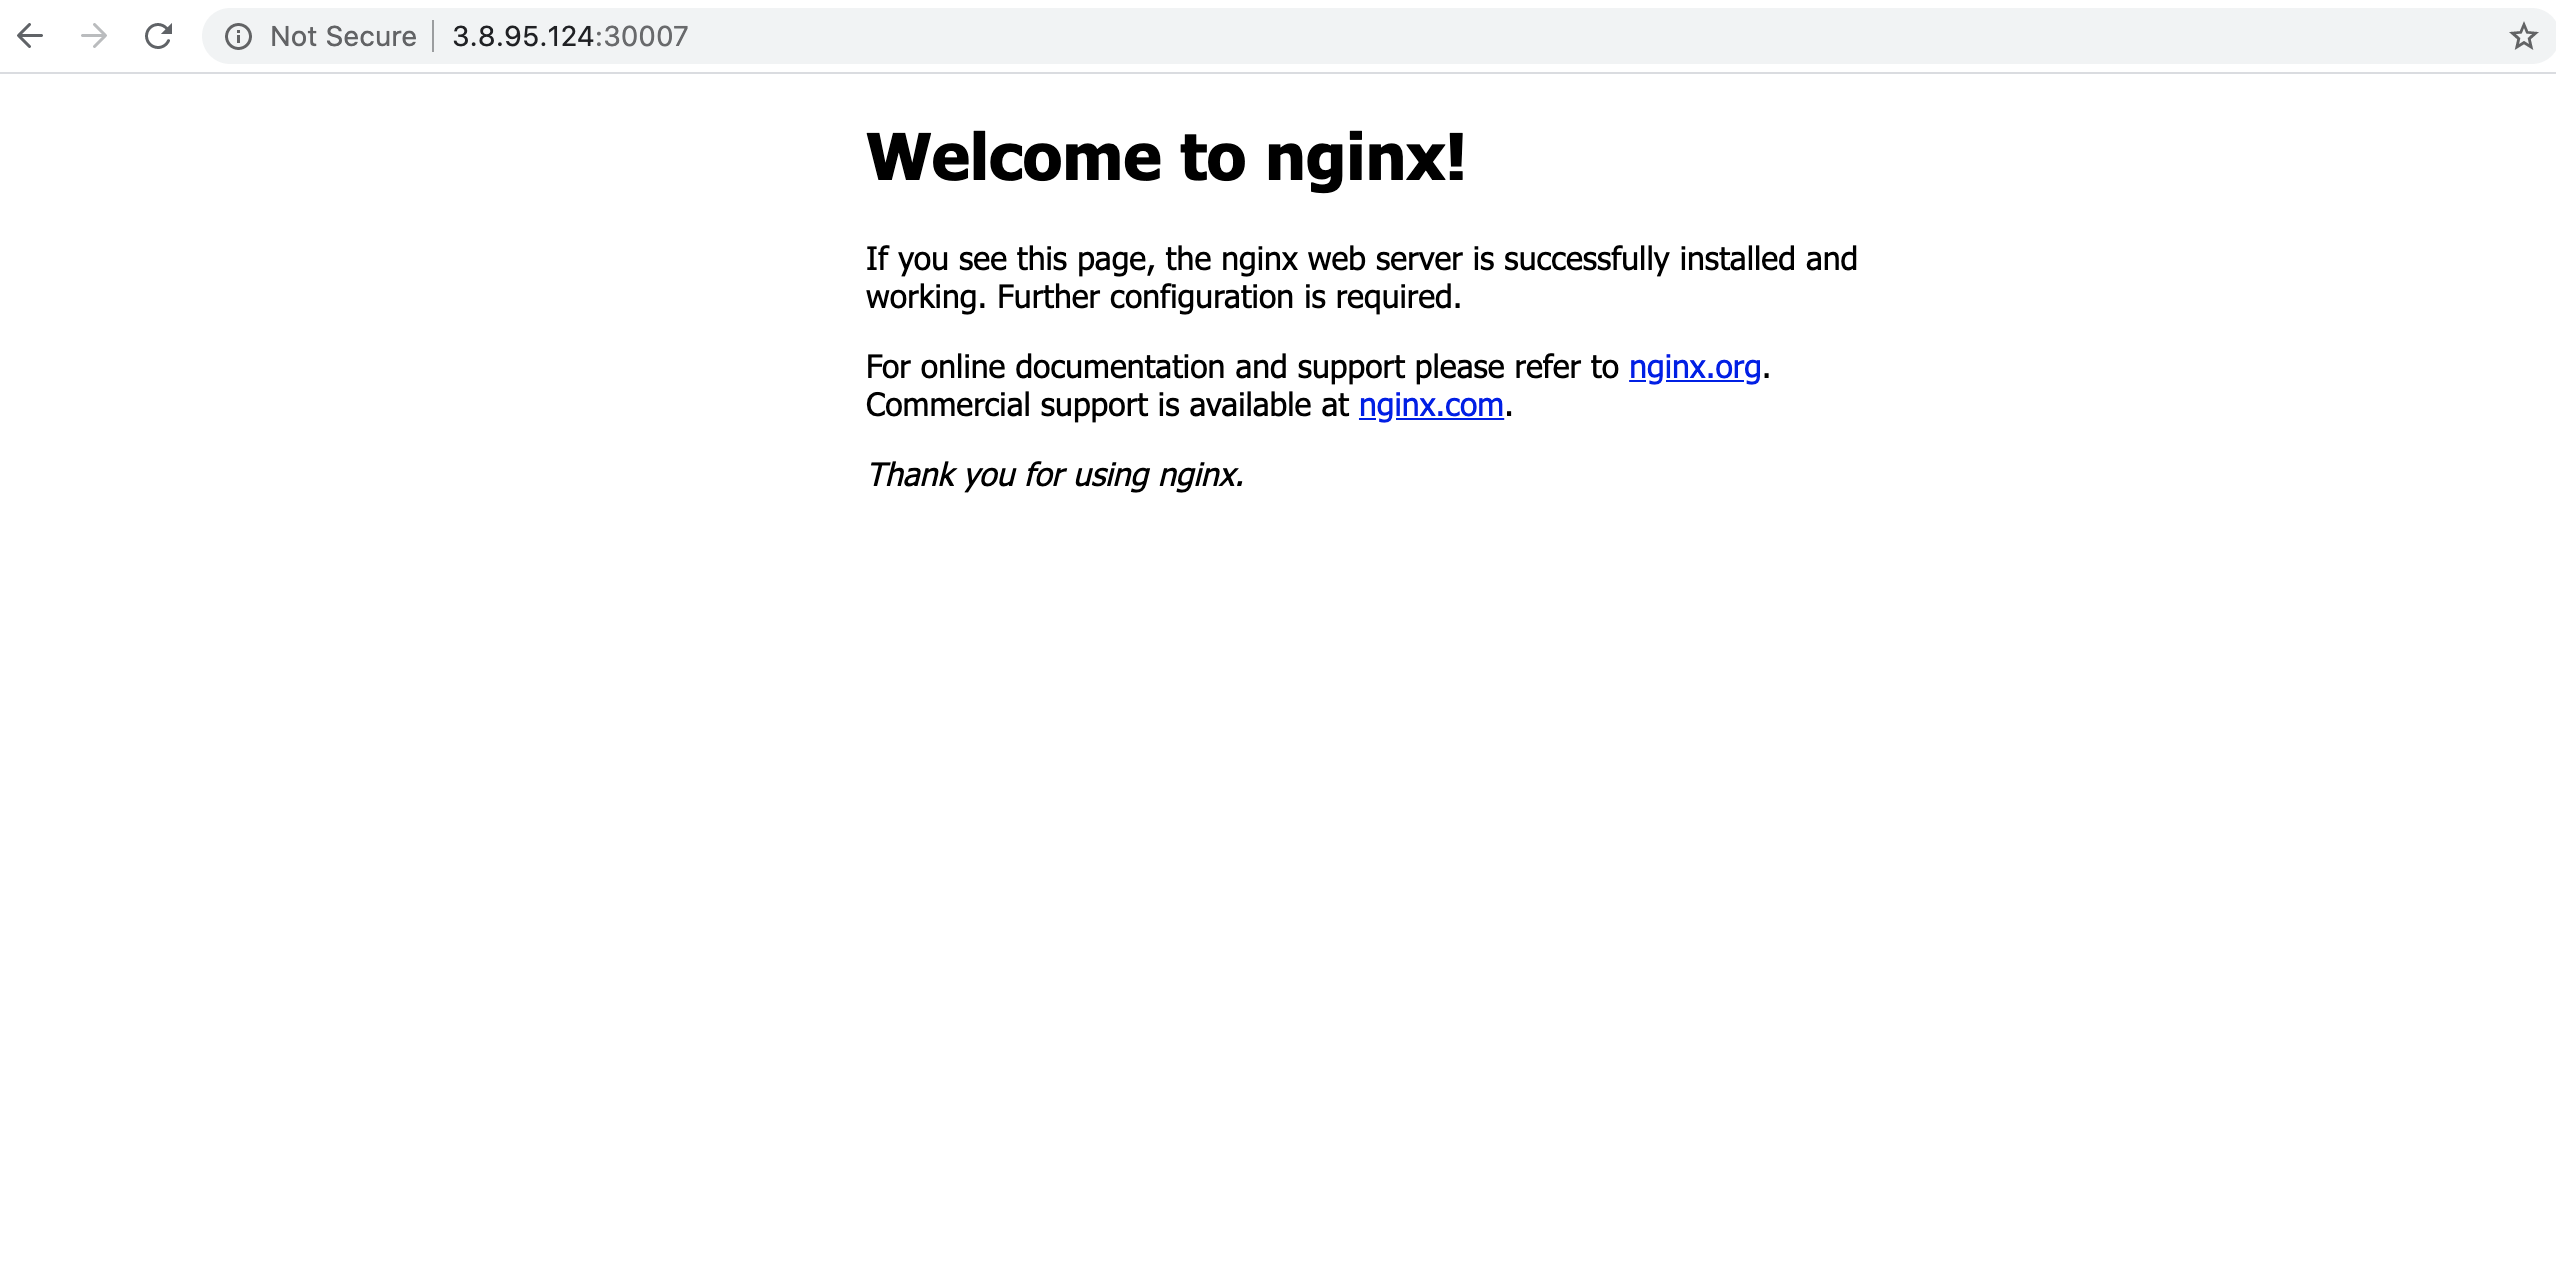 Not Secure | 3.8.95.124:30007
Welcome to nginx!
If you see this page, the nginx web server is successfully installed and
working. Further configuration is required.
For online documentation and support please refer to nginx.org.
Commercial support is available at nginx.com.
Thank you for using nginx.